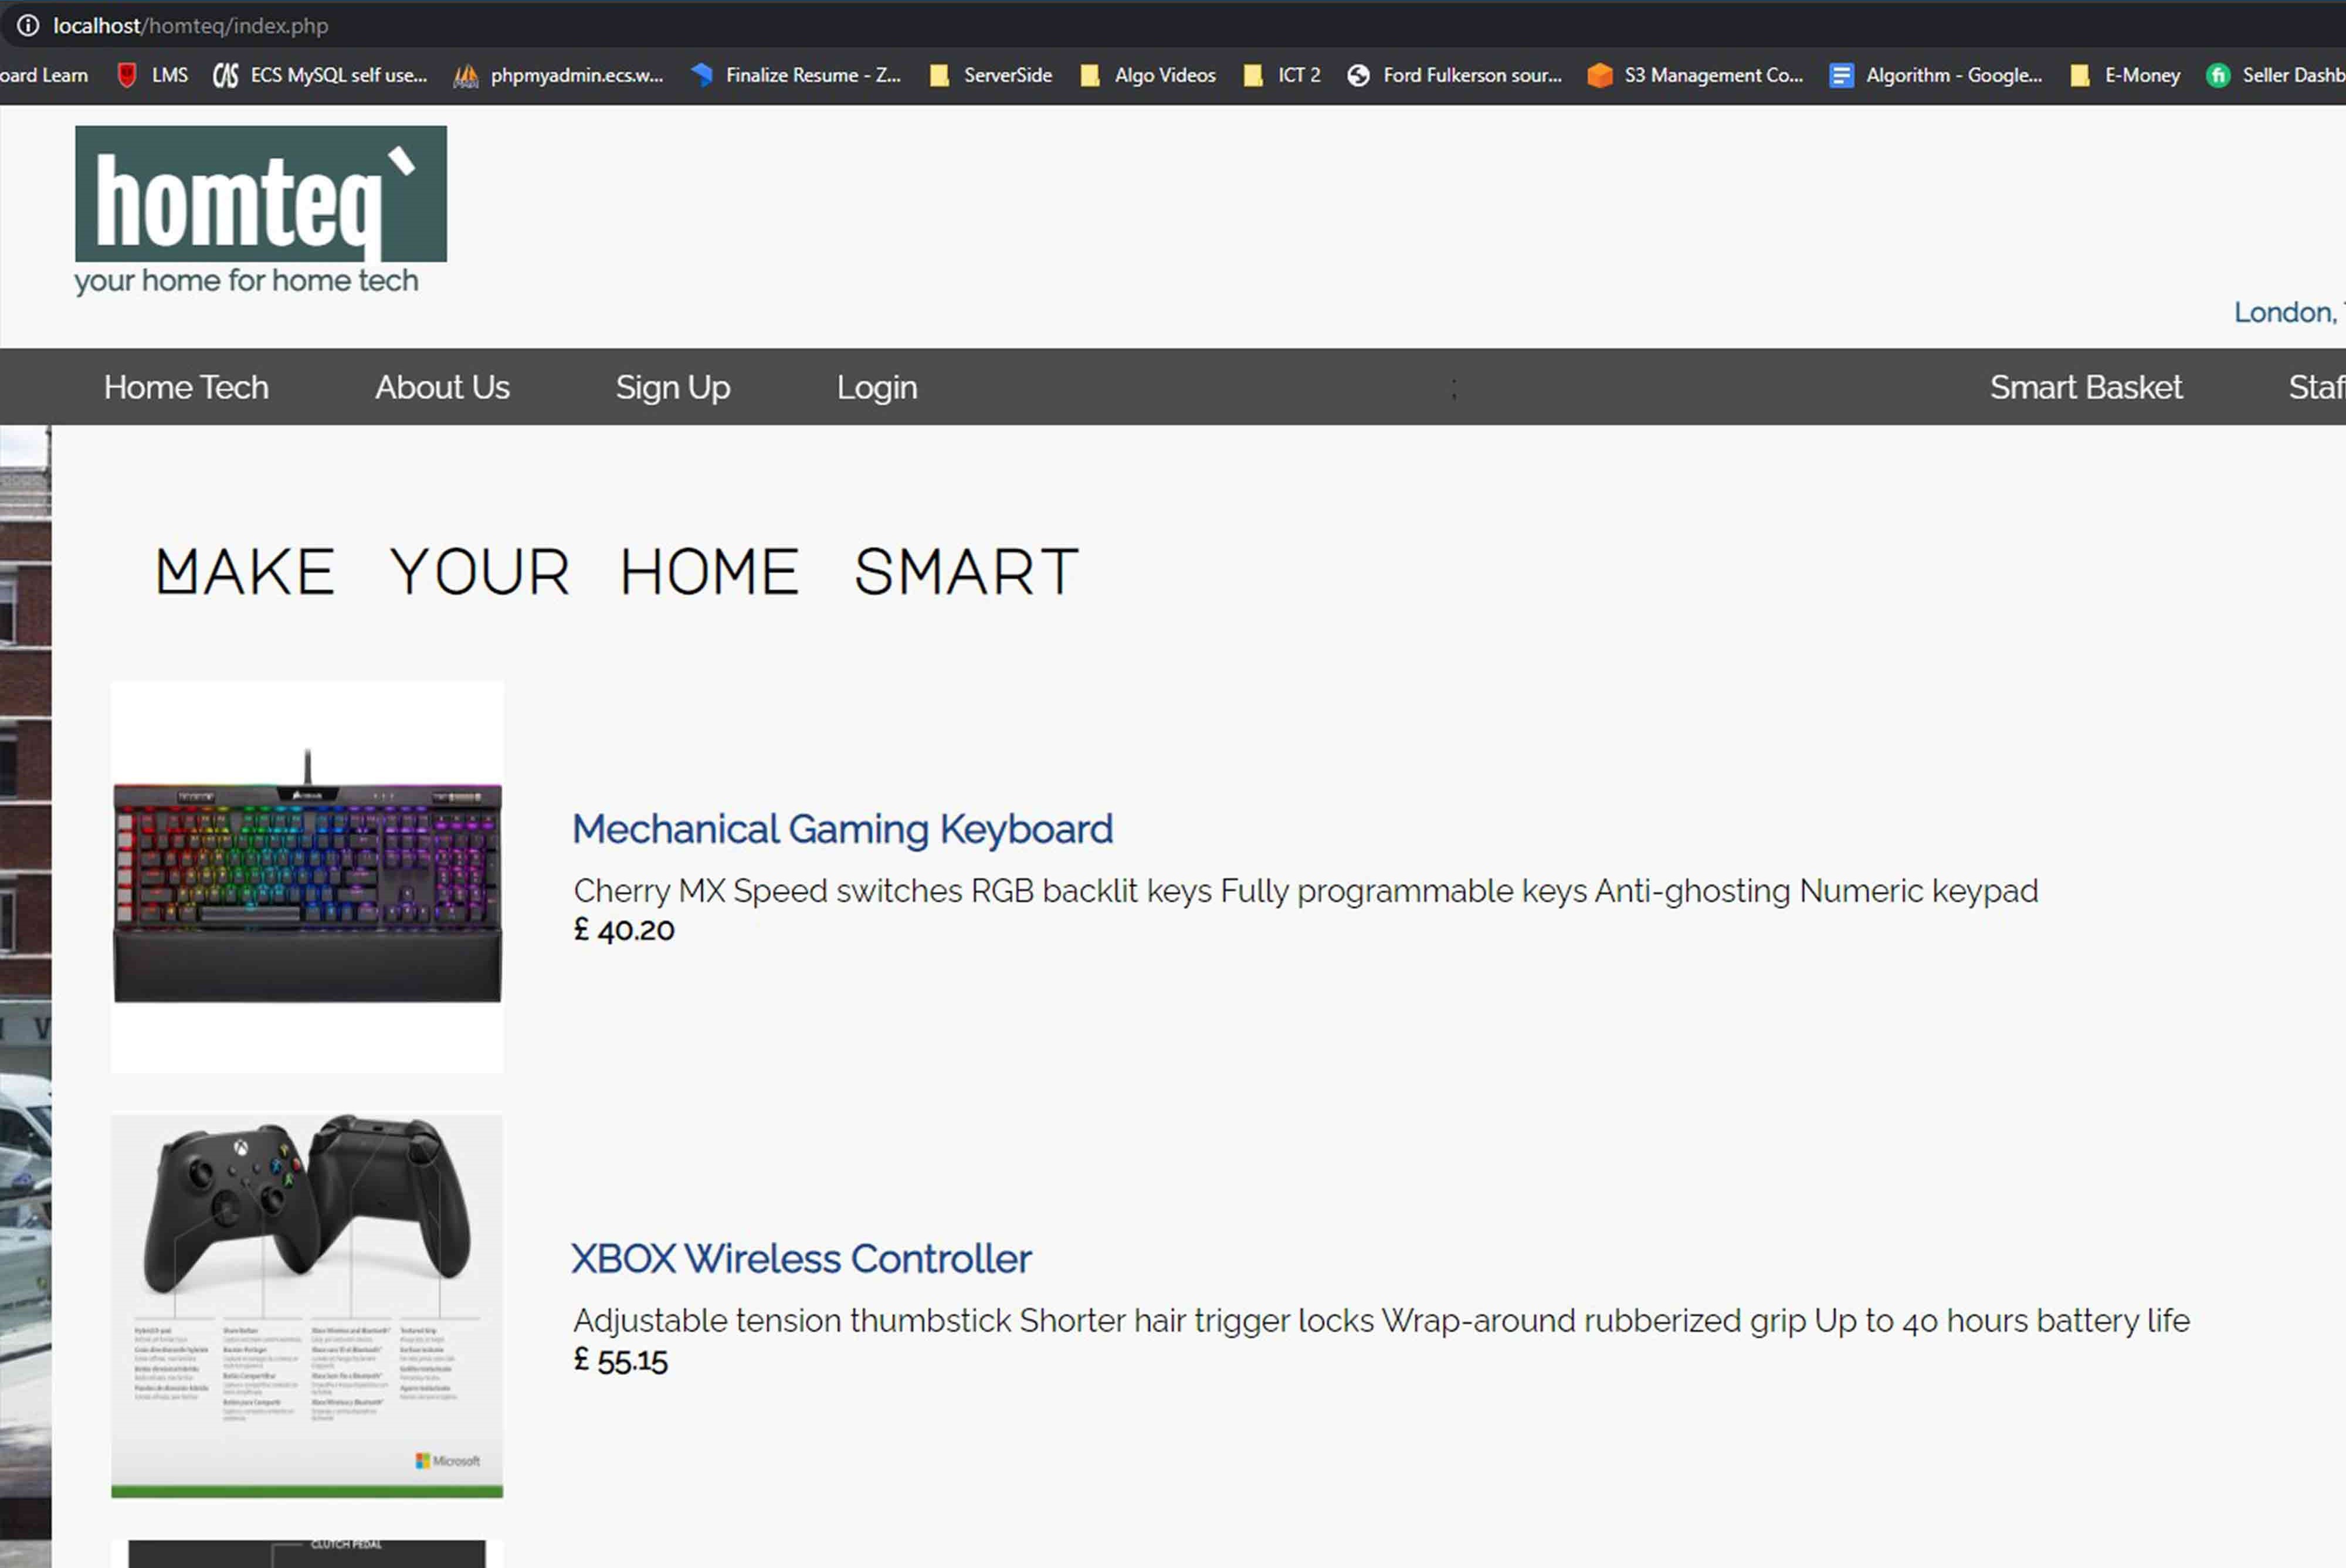 localhost/homteq/index.php
oard Learn LMS ECS MySQL self use... phpmyadmin.ecs.w... Finalize Resume - Z... ServerSide Algo Videos ICT 2 Ford Fulkerson sour... S3 Management Co... Algorithm - Google... E-Money Seller Dashb
homteq`
your home for home tech
London,
Home Tech About Us Sign Up Login ; Smart Basket Staf
MAKE YOUR HOME SMART
Mechanical Gaming Keyboard
Cherry MX Speed switches RGB backlit keys Fully programmable keys Anti-ghosting Numeric keypad
£ 40.20
XBOX Wireless Controller
Adjustable tension thumbstick Shorter hair trigger locks Wrap-around rubberized grip Up to 40 hours battery life
£ 55.15
Microsoft
CLUTCH PEDAL